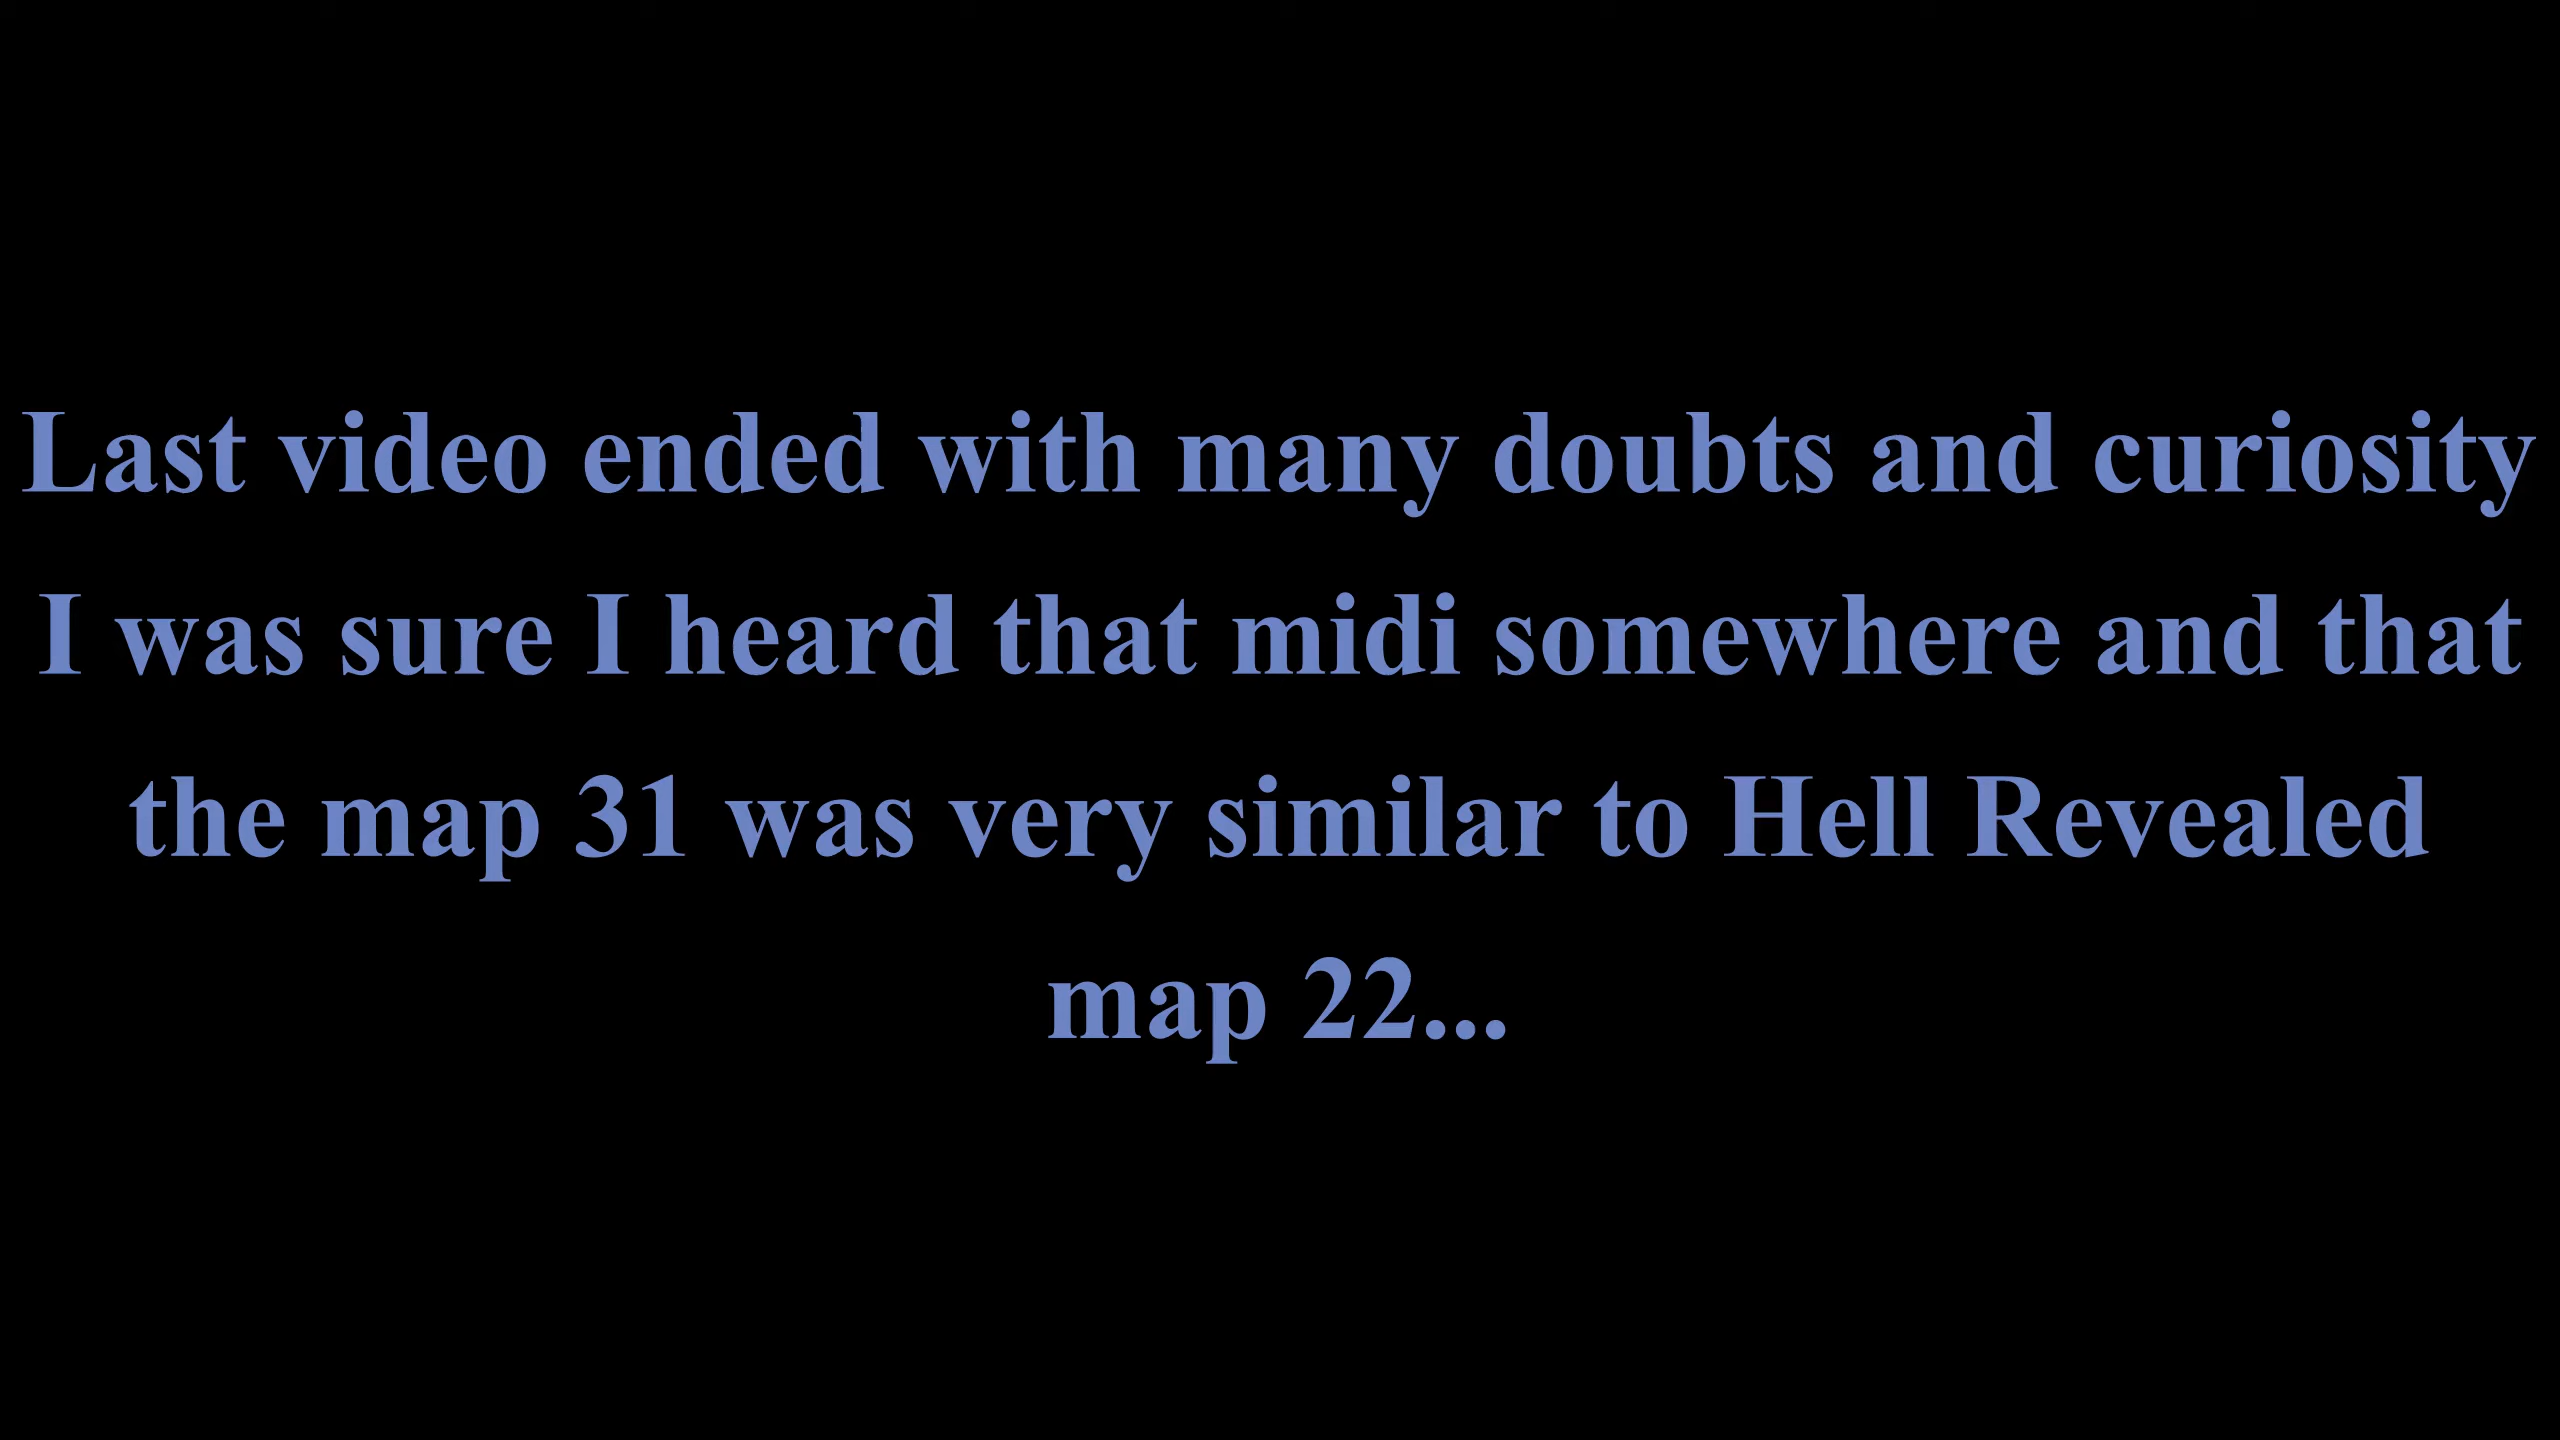 Last video ended with many doubts and curiosity
I was sure I heard that midi somewhere and that
the map 31 was very similar to Hell Revealed
map 22...